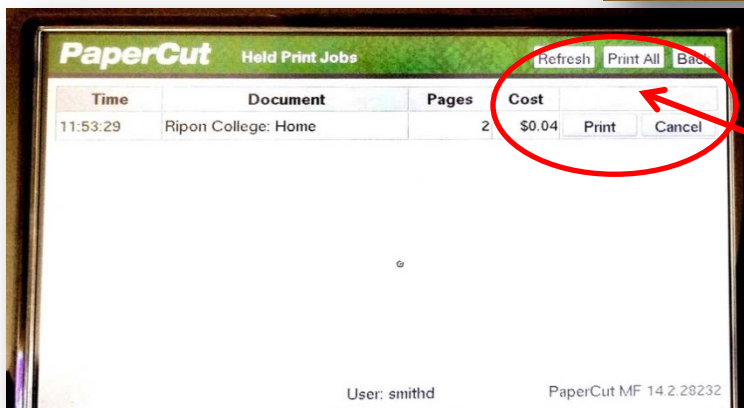 PaperCut Held Print Jobs Refresh Print All Back
Time Document Pages Cost
11:53:29 Ripon College: Home 2 $0.04 Print Cancel
User: smithd PaperCut MF 14.2.28232